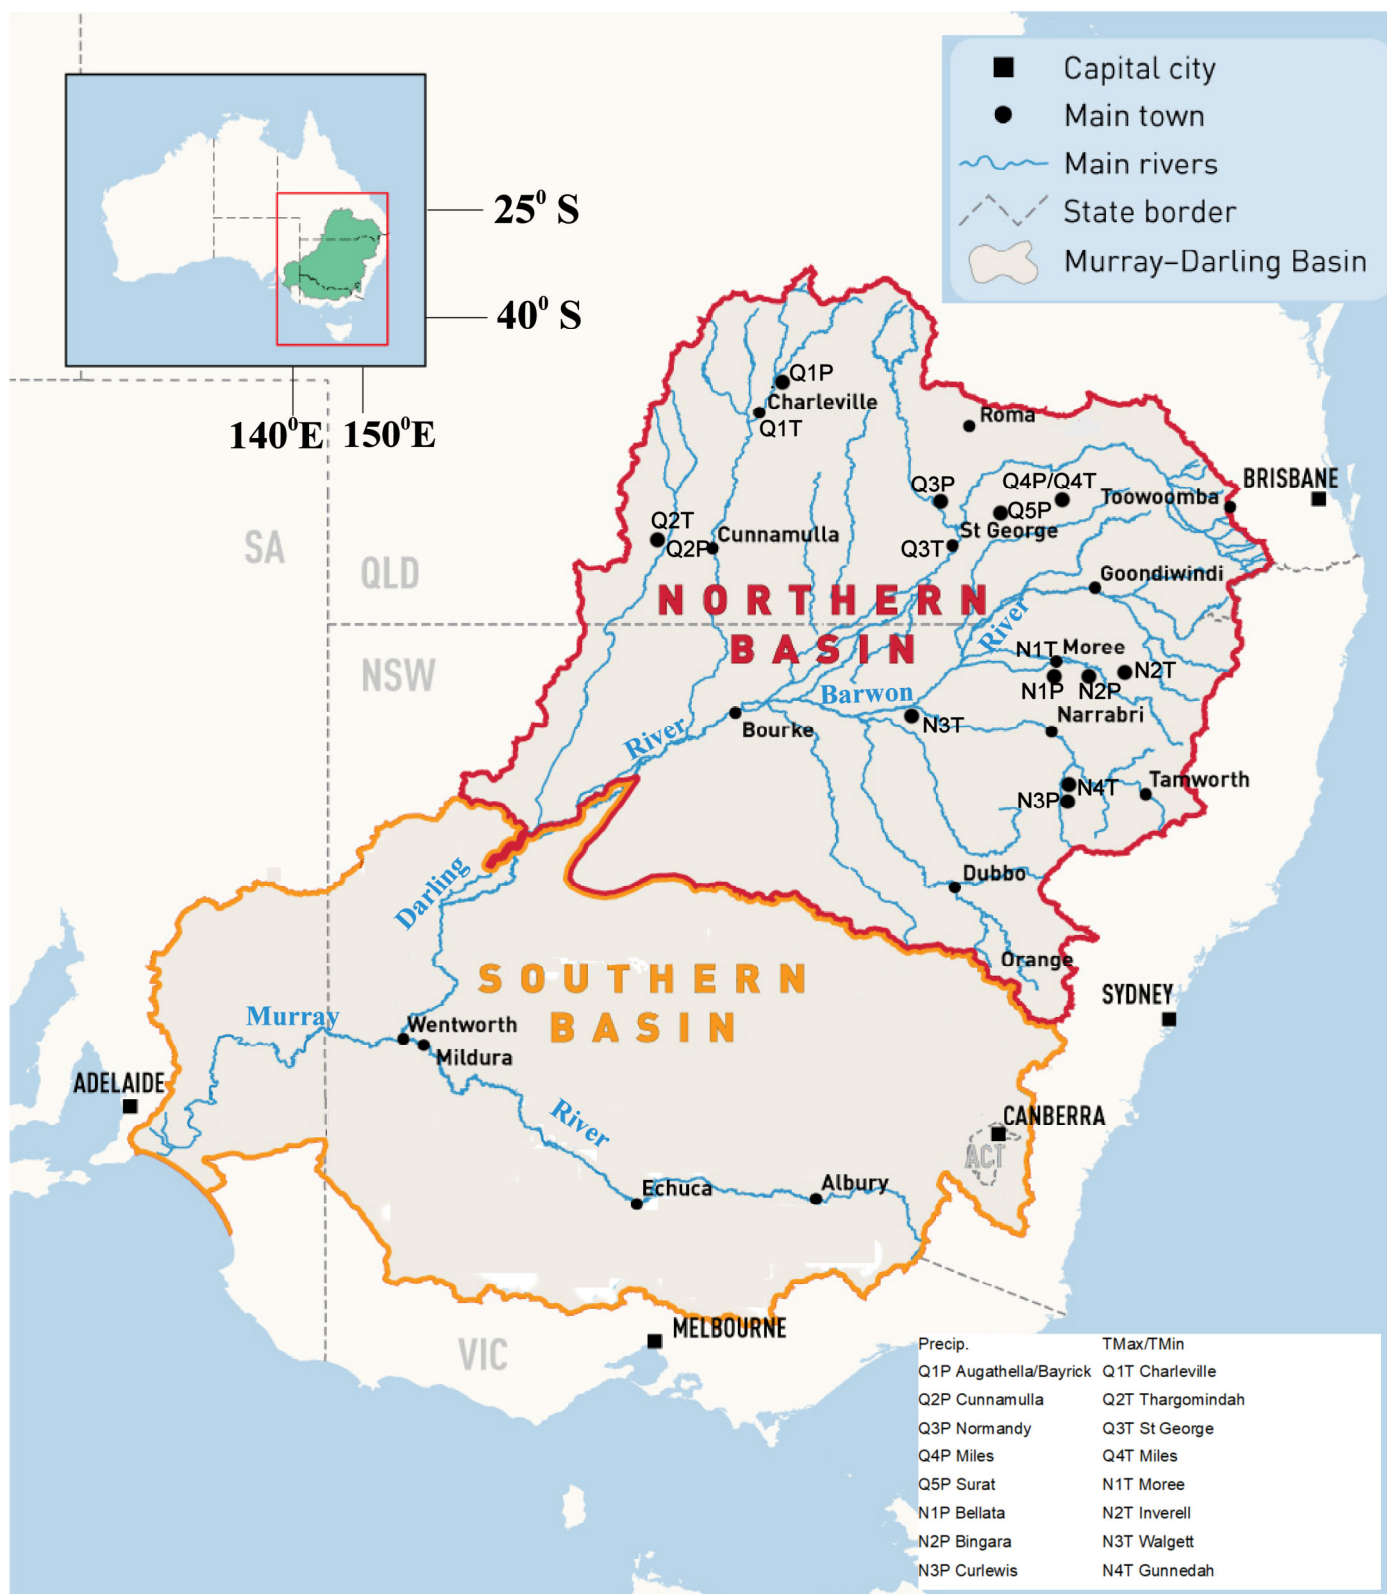 Capital city
Main town
Main rivers
State border
Murray–Darling Basin
25⁰ S
40⁰ S
140⁰E 150⁰E
Q1P
Charleville
Q1T
Roma
Q3P
Q4P/Q4T
Q5P
Toowoomba
BRISBANE
Q2T
Q2P
Cunnamulla
St George
Q3T
SA
QLD
Goondiwindi
NORTHERN
BASIN
River
NSW
N1T
Moree
N2T
N1P
N2P
Barwon
Narrabri
River
Bourke
N3T
N4T
Tamworth
N3P
Darling
Dubbo
Orange
SOUTHERN
BASIN
SYDNEY
Murray
Wentworth
Mildura
ADELAIDE
River
CANBERRA
ACT
Echuca
Albury
MELBOURNE
VIC
Precip. TMax/TMin
Q1P Augathella/Bayrick Q1T Charleville
Q2P Cunnamulla Q2T Thargomindah
Q3P Normandy Q3T St George
Q4P Miles Q4T Miles
Q5P Surat N1T Moree
N1P Bellata N2T Inverell
N2P Bingara N3T Walgett
N3P Curlewis N4T Gunnedah